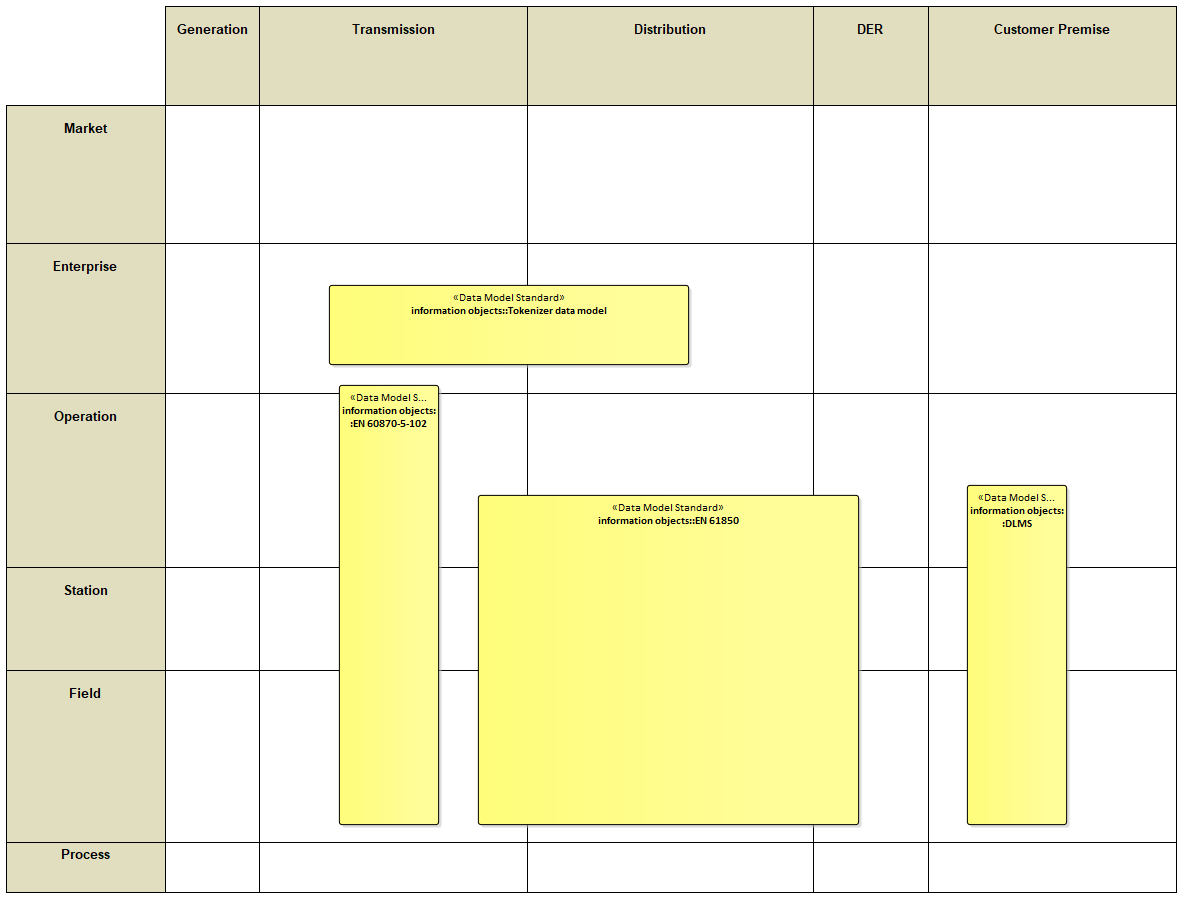 Generation
Transmission
Distribution
DER
Customer Premise
Market
Enterprise
«Data Model Standard»
information objects::Tokenizer data model
Operation
«Data Model S...
information objects:
:EN 60870-5-102
«Data Model Standard»
information objects::EN 61850
«Data Model S...
information objects:
:DLMS
Station
Field
Process